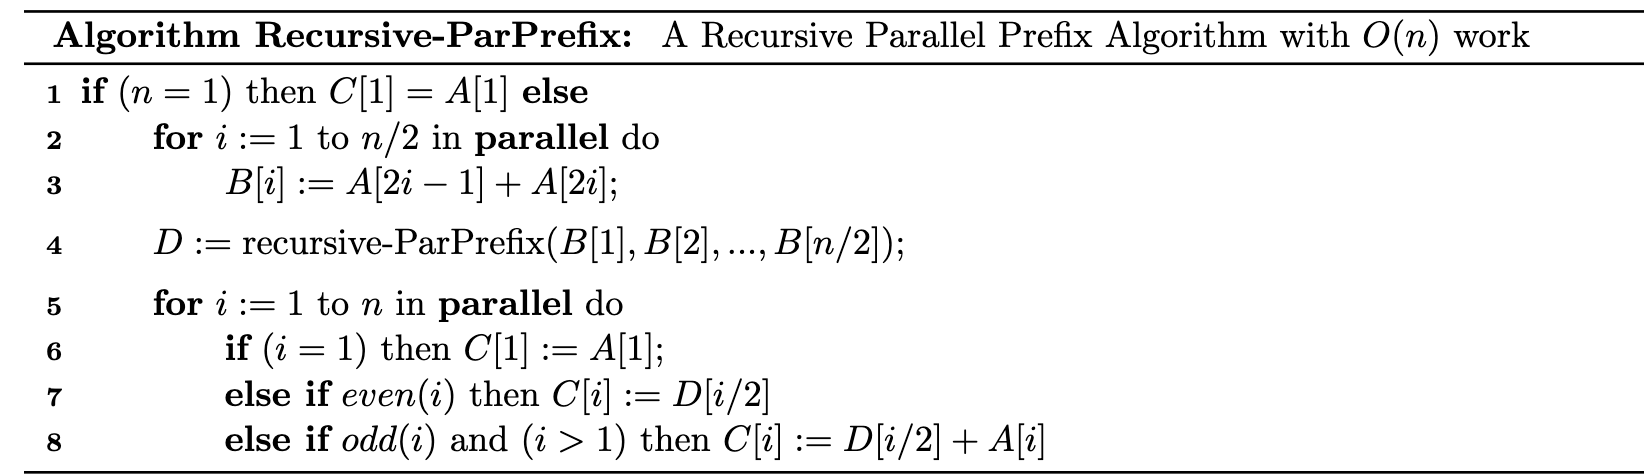 Algorithm Recursive-ParPrefix: A Recursive Parallel Prefix Algorithm with O(n) work
1 if (n = 1) then C[1] = A[1] else
2 for i := 1 to n/2 in parallel do
3 B[i] := A[2i − 1] + A[2i];
4 D := recursive-ParPrefix(B[1], B[2], ..., B[n/2]);
5 for i := 1 to n in parallel do
6 if (i = 1) then C[1] := A[1];
7 else if even(i) then C[i] := D[i/2]
8 else if odd(i) and (i > 1) then C[i] := D[i/2] + A[i]